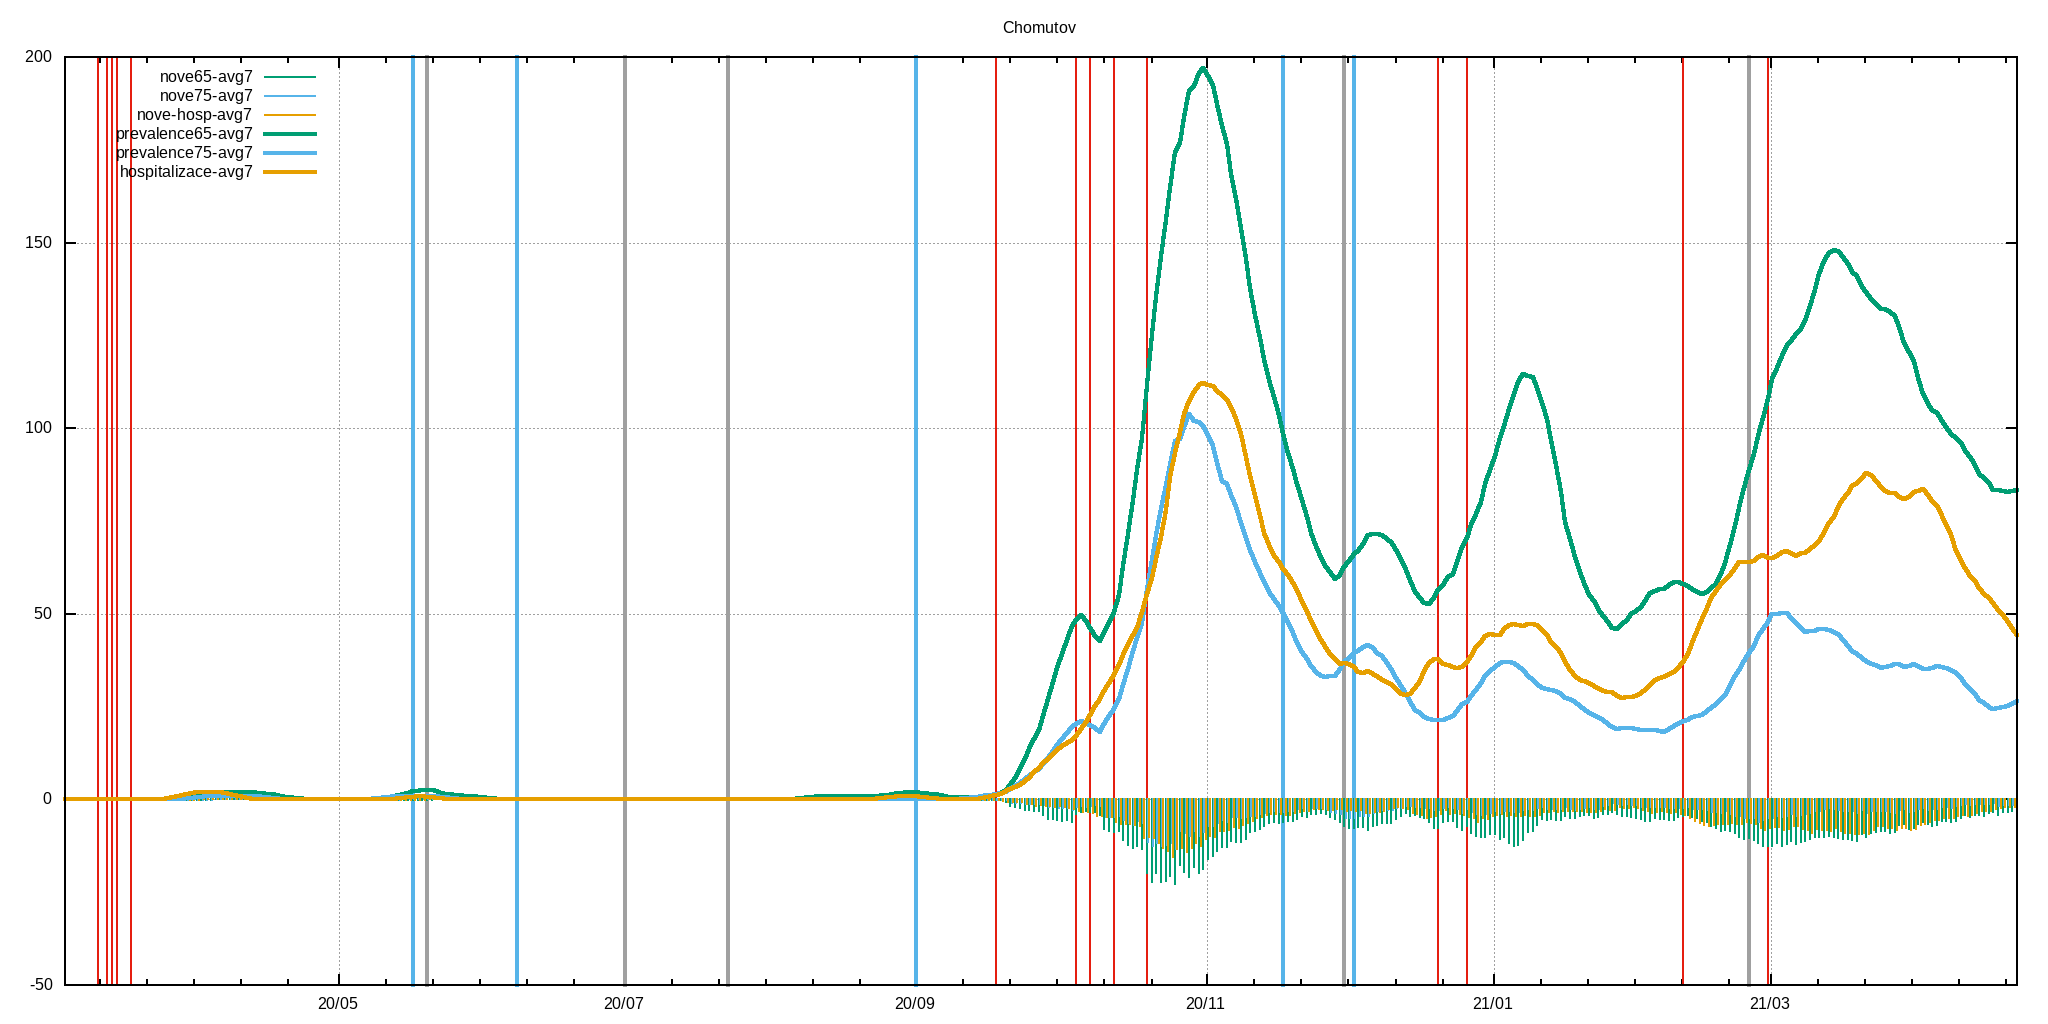 Chomutov
200
nove65-avg7
nove75-avg7
nove-hosp-avg7
prevalence65-avg7
prevalence75-avg7
hospitalizace-avg7
150
100
50
0
-50
20/05 20/07 20/09 20/11 21/01 21/03